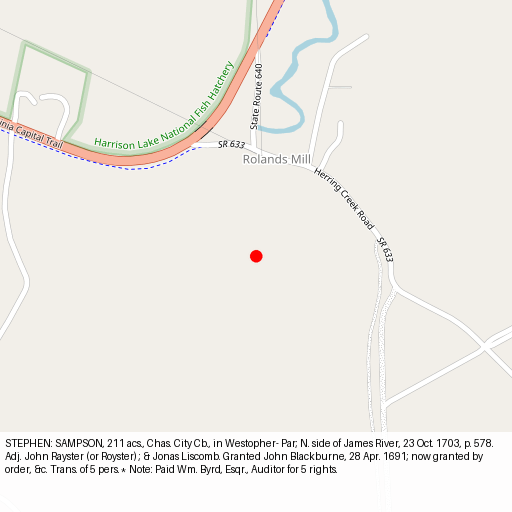 Harrison Lake National Fish Hatchery
State Route 640
nia Capital Trail
SR 633
Rolands Mill
Herring Creek Road
SR 633
STEPHEN: SAMPSON, 211 acs., Chas. City Co., in Westopher- Par; N. side of James River, 23 Oct. 1703, p. 578.
Adj. John Rayster (or Royster); & Jonas Liscomb. Granted John Blackburne, 28 Apr. 1691; now granted by
order, &c. Trans. of 5 pers. * Note: Paid Wm. Byrd, Esqr., Auditor for 5 rights.